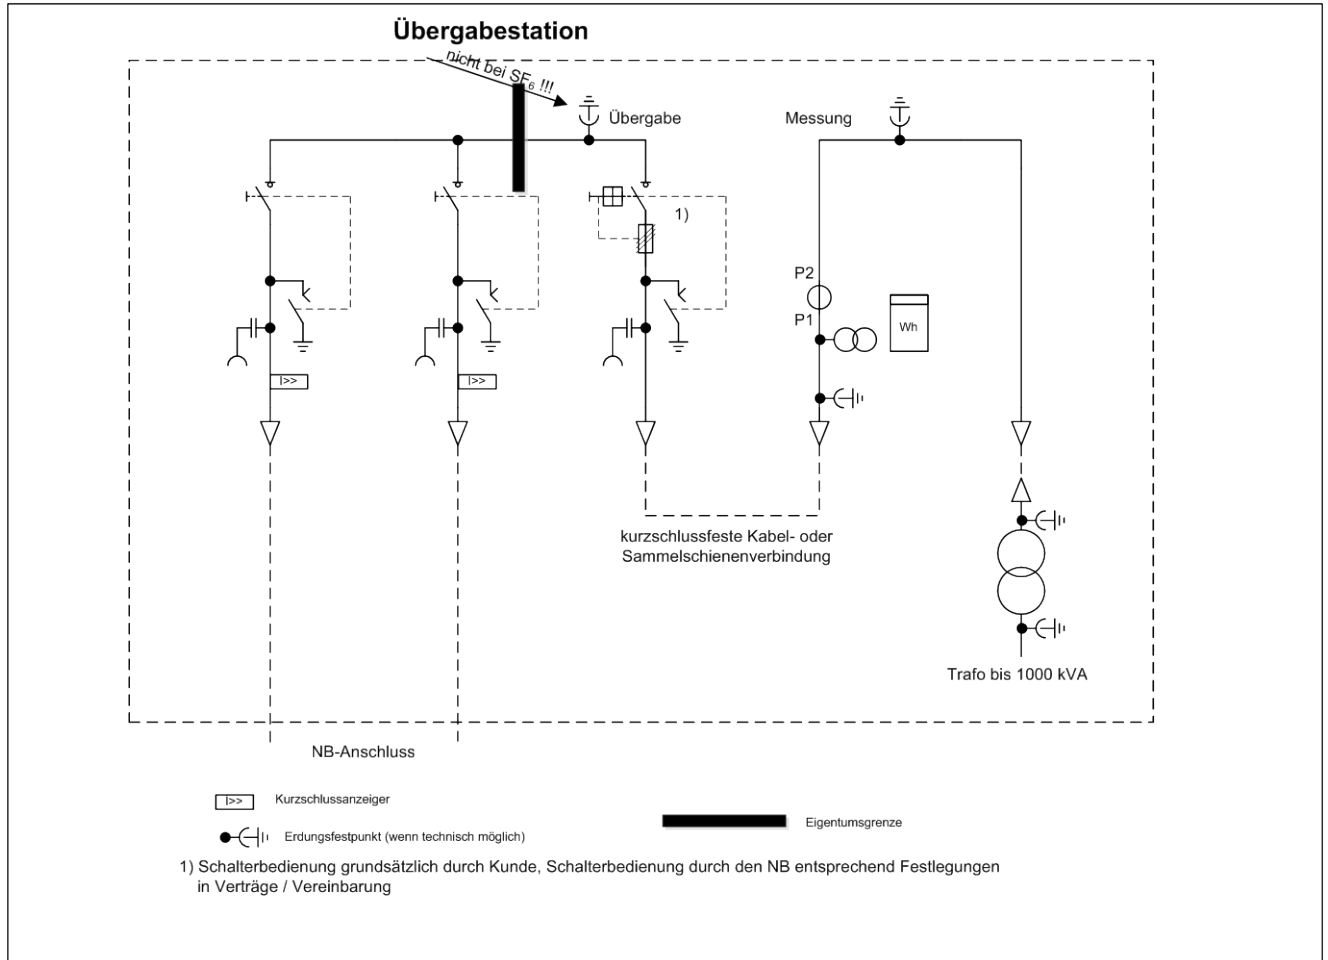 Übergabestation
nicht bei SF₆ !!!
Übergabe
Messung
1)
P2
P1
Wh
I>>
I>>
kurzschlussfeste Kabel- oder
Sammelschienenverbindung
Trafo bis 1000 kVA
NB-Anschluss
I>> Kurzschlussanzeiger
Eigentumsgrenze
Erdungsfestpunkt (wenn technisch möglich)
1) Schalterbedienung grundsätzlich durch Kunde, Schalterbedienung durch den NB entsprechend Festlegungen
in Verträge / Vereinbarung